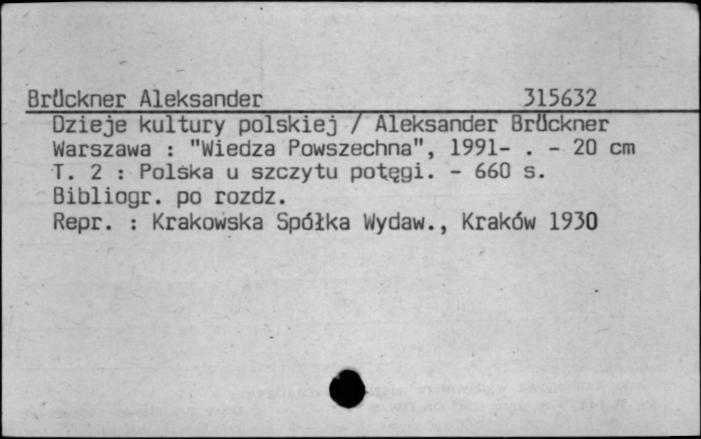 Brückner Aleksander 315632
Dzieje kultury polskiej / Aleksander Brückner
Warszawa : "Wiedza Powszechna", 1991- . - 20 cm
T. 2 : Polska u szczytu potęgi. - 660 s.
Bibliogr. po rozdz.
Repr. : Krakowska Spółka Wydaw., Kraków 1930